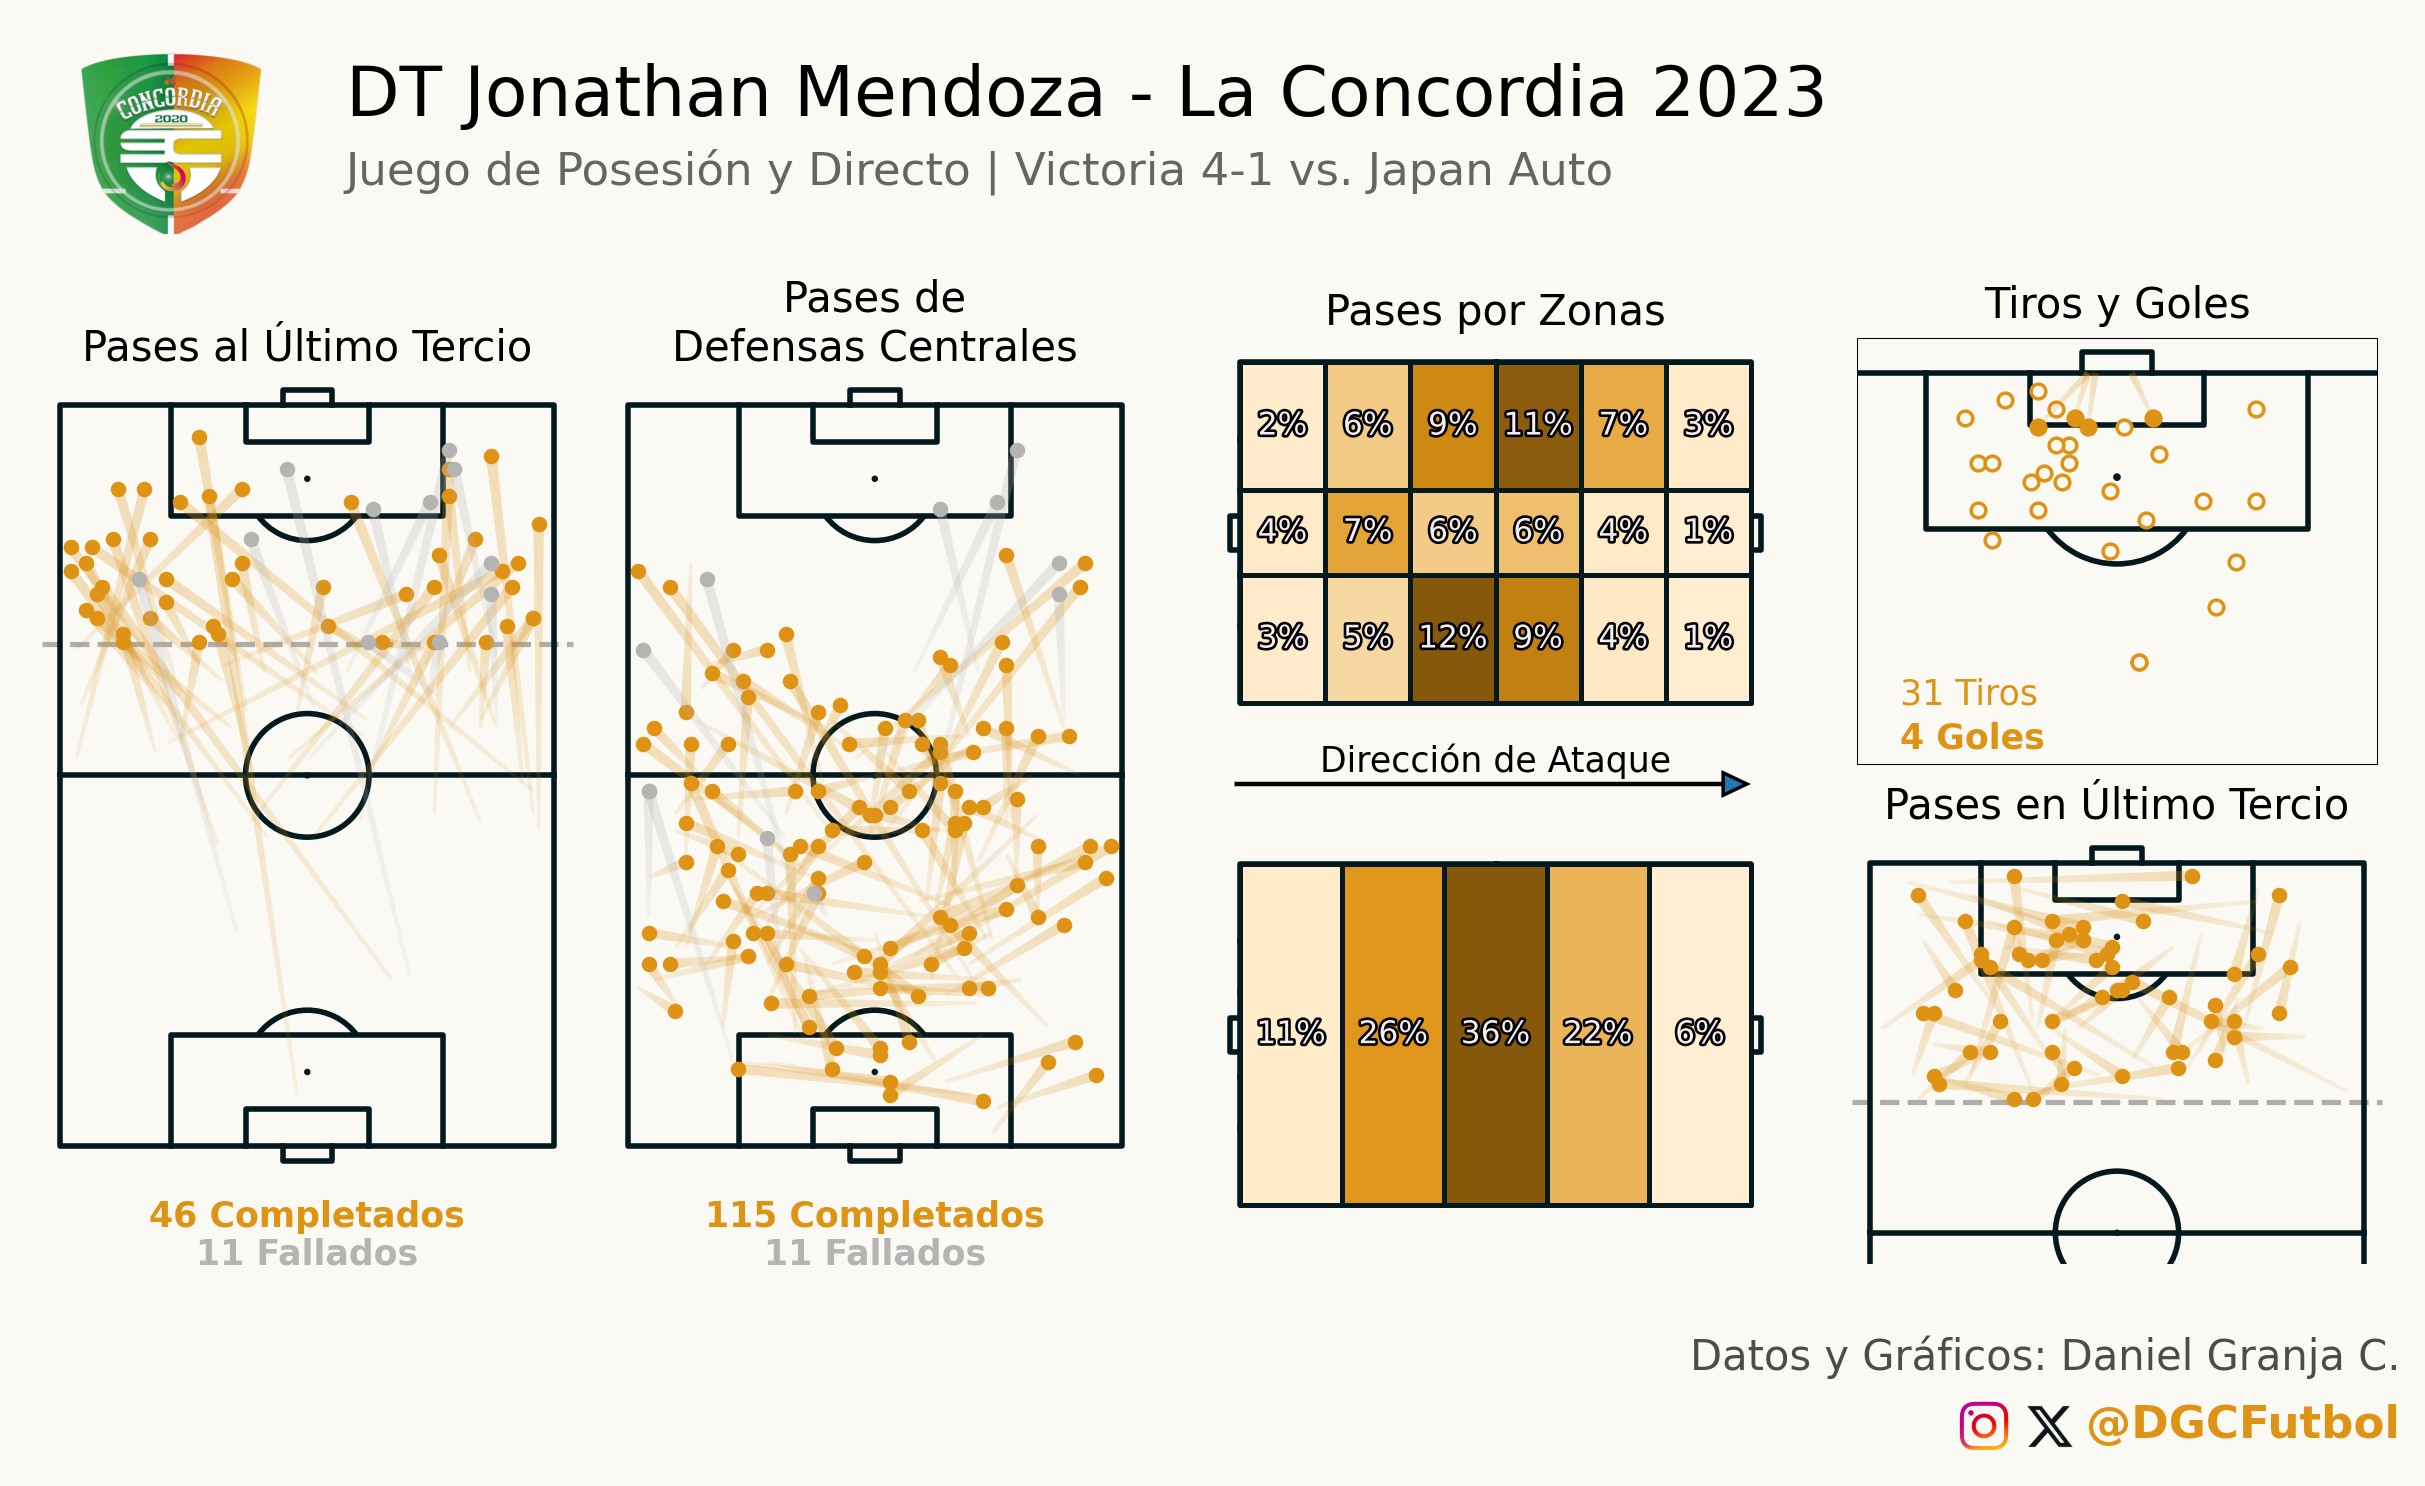 CONCORDIA
2020
DT Jonathan Mendoza - La Concordia 2023
Juego de Posesión y Directo | Victoria 4-1 vs. Japan Auto
Pases al Último Tercio
46 Completados
11 Fallados
Pases de
Defensas Centrales
115 Completados
11 Fallados
Pases por Zonas
2% 6% 9% 11% 7% 3%
4% 7% 6% 6% 4% 1%
3% 5% 12% 9% 4% 1%
Dirección de Ataque
11% 26% 36% 22% 6%
Tiros y Goles
31 Tiros
4 Goles
Pases en Último Tercio
Datos y Gráficos: Daniel Granja C.
@DGCFutbol